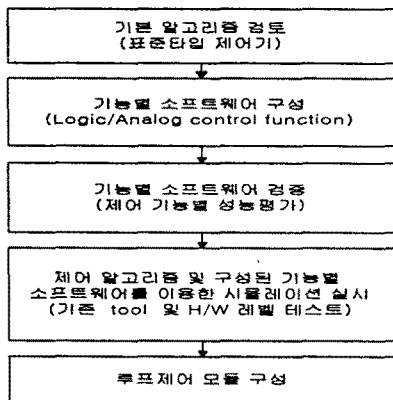 기본 알고리즘 검토
(표준타입 제어기)
기능별 소프트웨어 구성
(Logic/Analog control function)
기능별 소프트웨어 검증
(제어 기능별 성능평가)
제어 알고리즘 및 구성된 기능별
소프트웨어를 이용한 시뮬레이션 실시
(기존 tool 및 H/W 레벨 테스트)
루프제어 모듈 구성